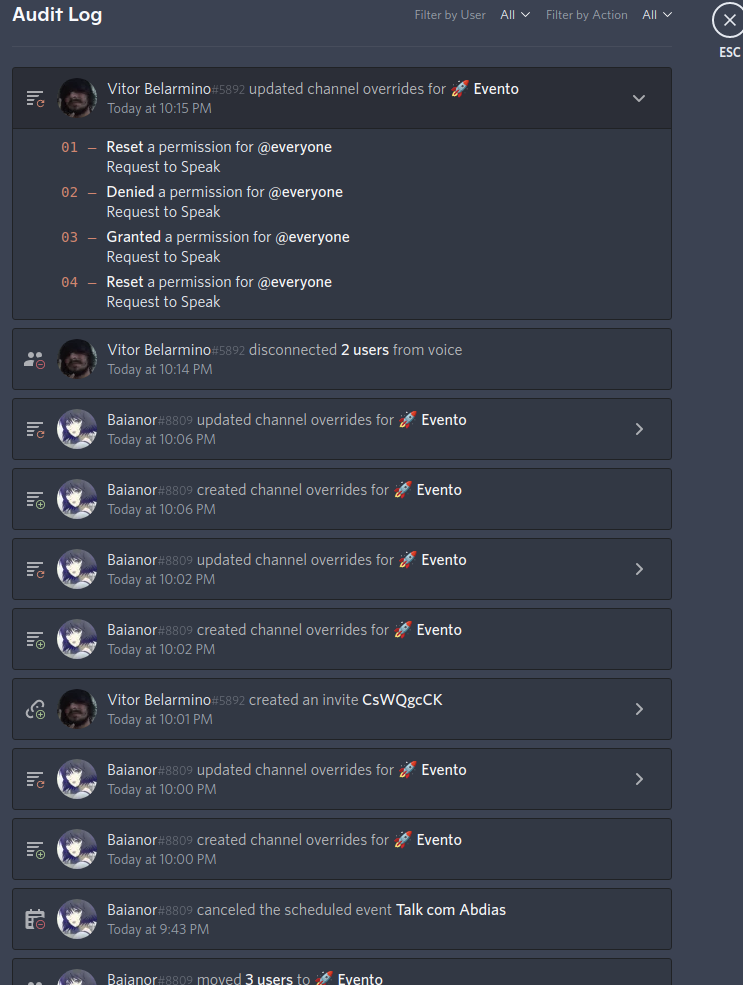 Audit Log
Filter by User All Filter by Action All
ESC
Vitor Belarmino#5892 updated channel overrides for 🚀 Evento
Today at 10:15 PM
01 — Reset a permission for @everyone
Request to Speak
02 — Denied a permission for @everyone
Request to Speak
03 — Granted a permission for @everyone
Request to Speak
04 — Reset a permission for @everyone
Request to Speak
Vitor Belarmino#5892 disconnected 2 users from voice
Today at 10:14 PM
Baianor#8809 updated channel overrides for 🚀 Evento
Today at 10:06 PM
Baianor#8809 created channel overrides for 🚀 Evento
Today at 10:06 PM
Baianor#8809 updated channel overrides for 🚀 Evento
Today at 10:02 PM
Baianor#8809 created channel overrides for 🚀 Evento
Today at 10:02 PM
Vitor Belarmino#5892 created an invite CsWQgcCK
Today at 10:01 PM
Baianor#8809 updated channel overrides for 🚀 Evento
Today at 10:00 PM
Baianor#8809 created channel overrides for 🚀 Evento
Today at 10:00 PM
Baianor#8809 canceled the scheduled event Talk com Abdias
Today at 9:43 PM
Baianor#8809 moved 3 users to 🚀 Evento